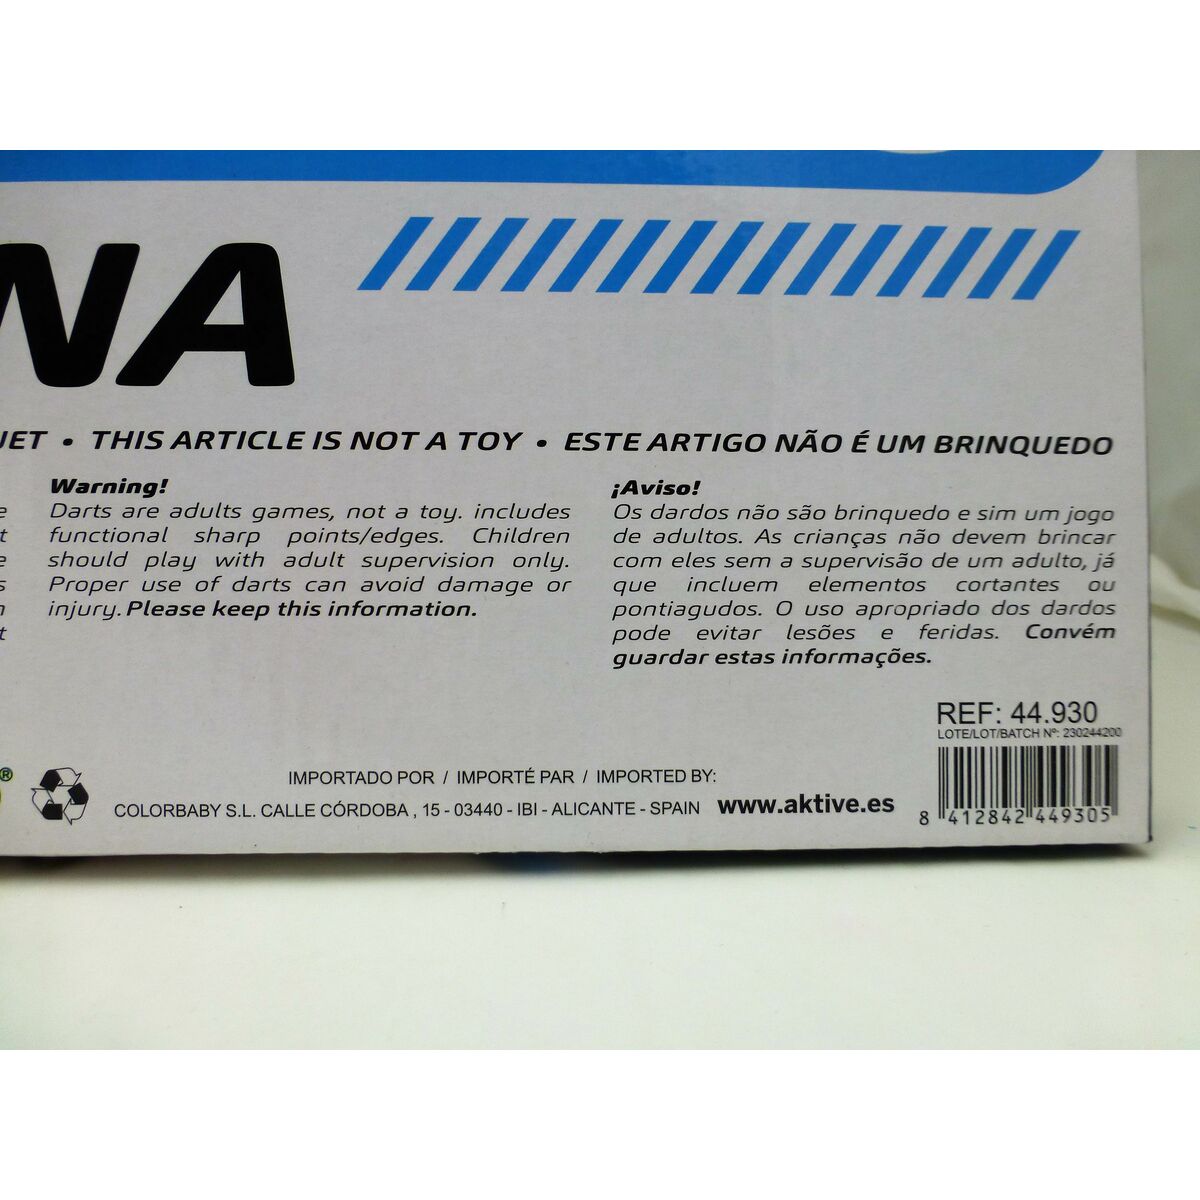 NA
JET • THIS ARTICLE IS NOT A TOY • ESTE ARTIGO NÃO É UM BRINQUEDO
Warning!
Darts are adults games, not a toy. includes
functional sharp points/edges. Children
should play with adult supervision only.
Proper use of darts can avoid damage or
injury. Please keep this information.
¡Aviso!
Os dardos não são brinquedo e sim um jogo
de adultos. As crianças não devem brincar
com eles sem a supervisão de um adulto, já
que incluem elementos cortantes ou
pontiagudos. O uso apropriado dos dardos
pode evitar lesões e feridas. Convém
guardar estas informações.
REF: 44.930
LOTE/LOT/BATCH Nº: 230244200
8 412842 449305
®
IMPORTADO POR / IMPORTÉ PAR / IMPORTED BY:
COLORBABY S.L. CALLE CÓRDOBA , 15 - 03440 - IBI - ALICANTE - SPAIN www.aktive.es